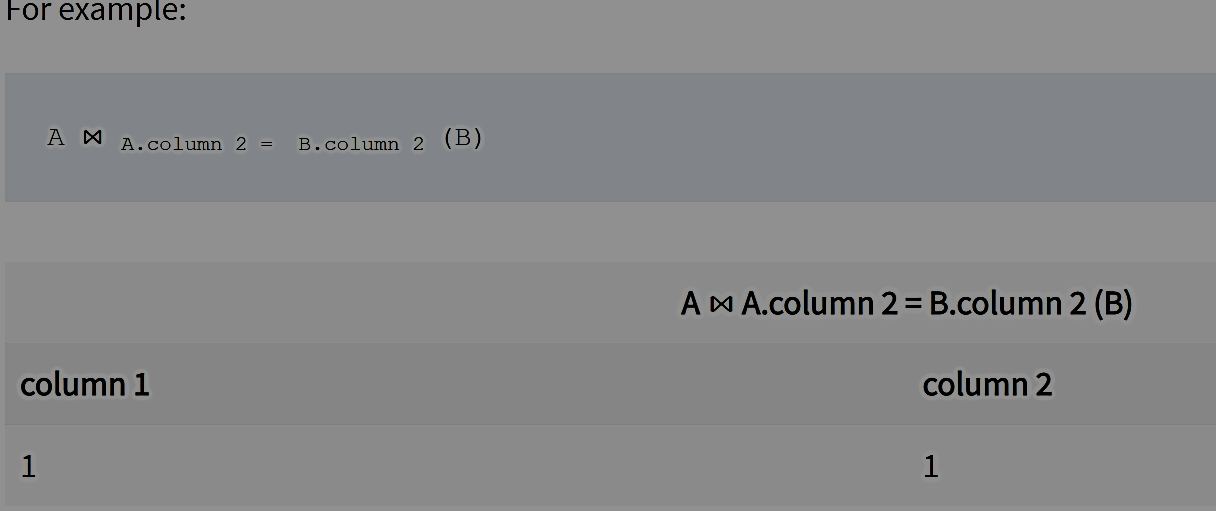 For example:
A ⋈ A.column 2 = B.column 2 (B)
A ⋈ A.column 2 = B.column 2 (B)
column 1 column 2
1 1